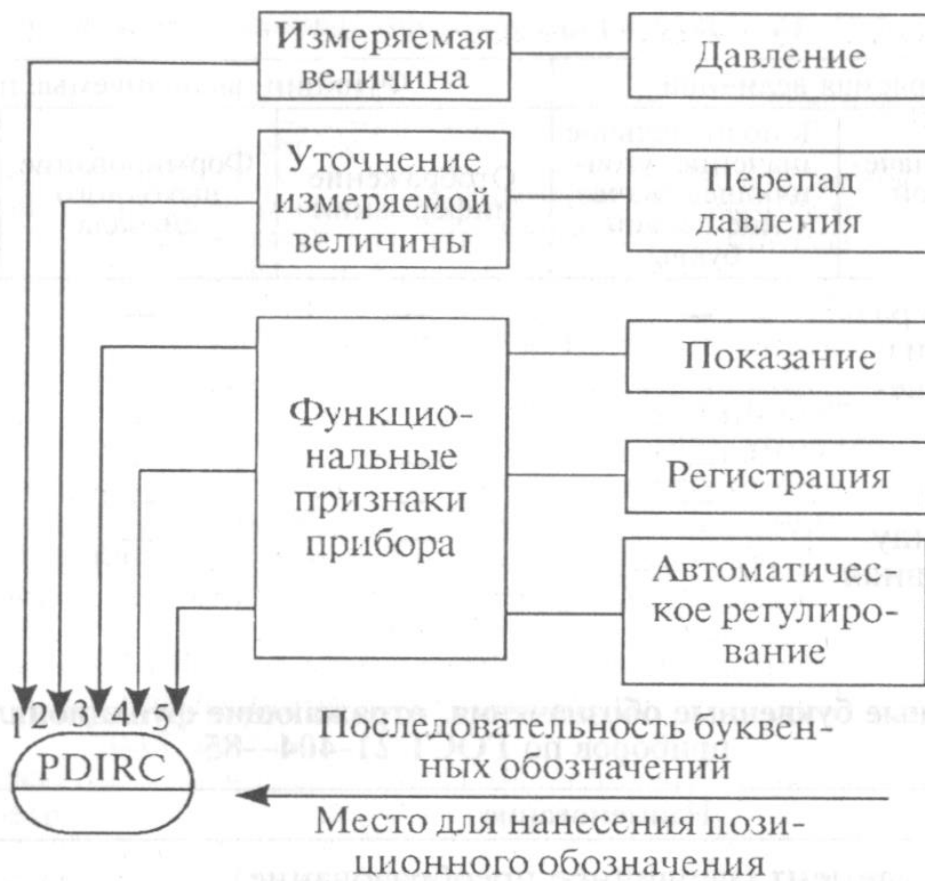 Измеряемая
величина
Давление
Уточнение
измеряемой
величины
Перепад
давления
Функцио-
нальные
признаки
прибора
Показание
Регистрация
Автоматичес-
кое регулиро-
вание
1 2 3 4 5
PDIRC
Последовательность буквен-
ных обозначений
Место для нанесения пози-
ционного обозначения